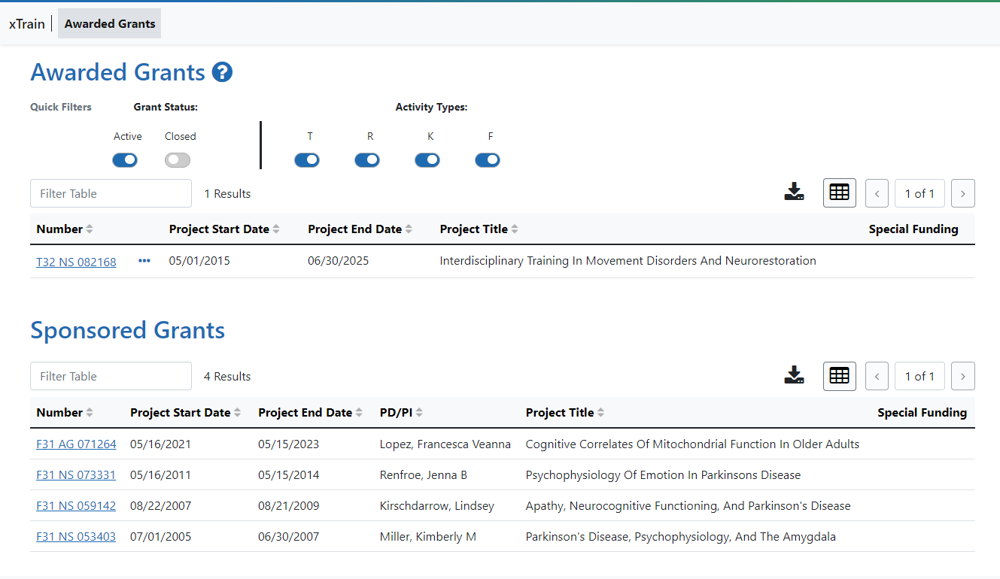 xTrain | Awarded Grants
Awarded Grants ?
Quick Filters Grant Status: Activity Types:
Active Closed T R K F
Filter Table 1 Results 1 of 1
Number Project Start Date Project End Date Project Title Special Funding
T32 NS 082168 ••• 05/01/2015 06/30/2025 Interdisciplinary Training In Movement Disorders And Neurorestoration
Sponsored Grants
Filter Table 4 Results 1 of 1
Number Project Start Date Project End Date PD/PI Project Title Special Funding
F31 AG 071264 05/16/2021 05/15/2023 Lopez, Francesca Veanna Cognitive Correlates Of Mitochondrial Function In Older Adults
F31 NS 073331 05/16/2011 05/15/2014 Renfroe, Jenna B Psychophysiology Of Emotion In Parkinsons Disease
F31 NS 059142 08/22/2007 08/21/2009 Kirschdarrow, Lindsey Apathy, Neurocognitive Functioning, And Parkinson's Disease
F31 NS 053403 07/01/2005 06/30/2007 Miller, Kimberly M Parkinson's Disease, Psychophysiology, And The Amygdala